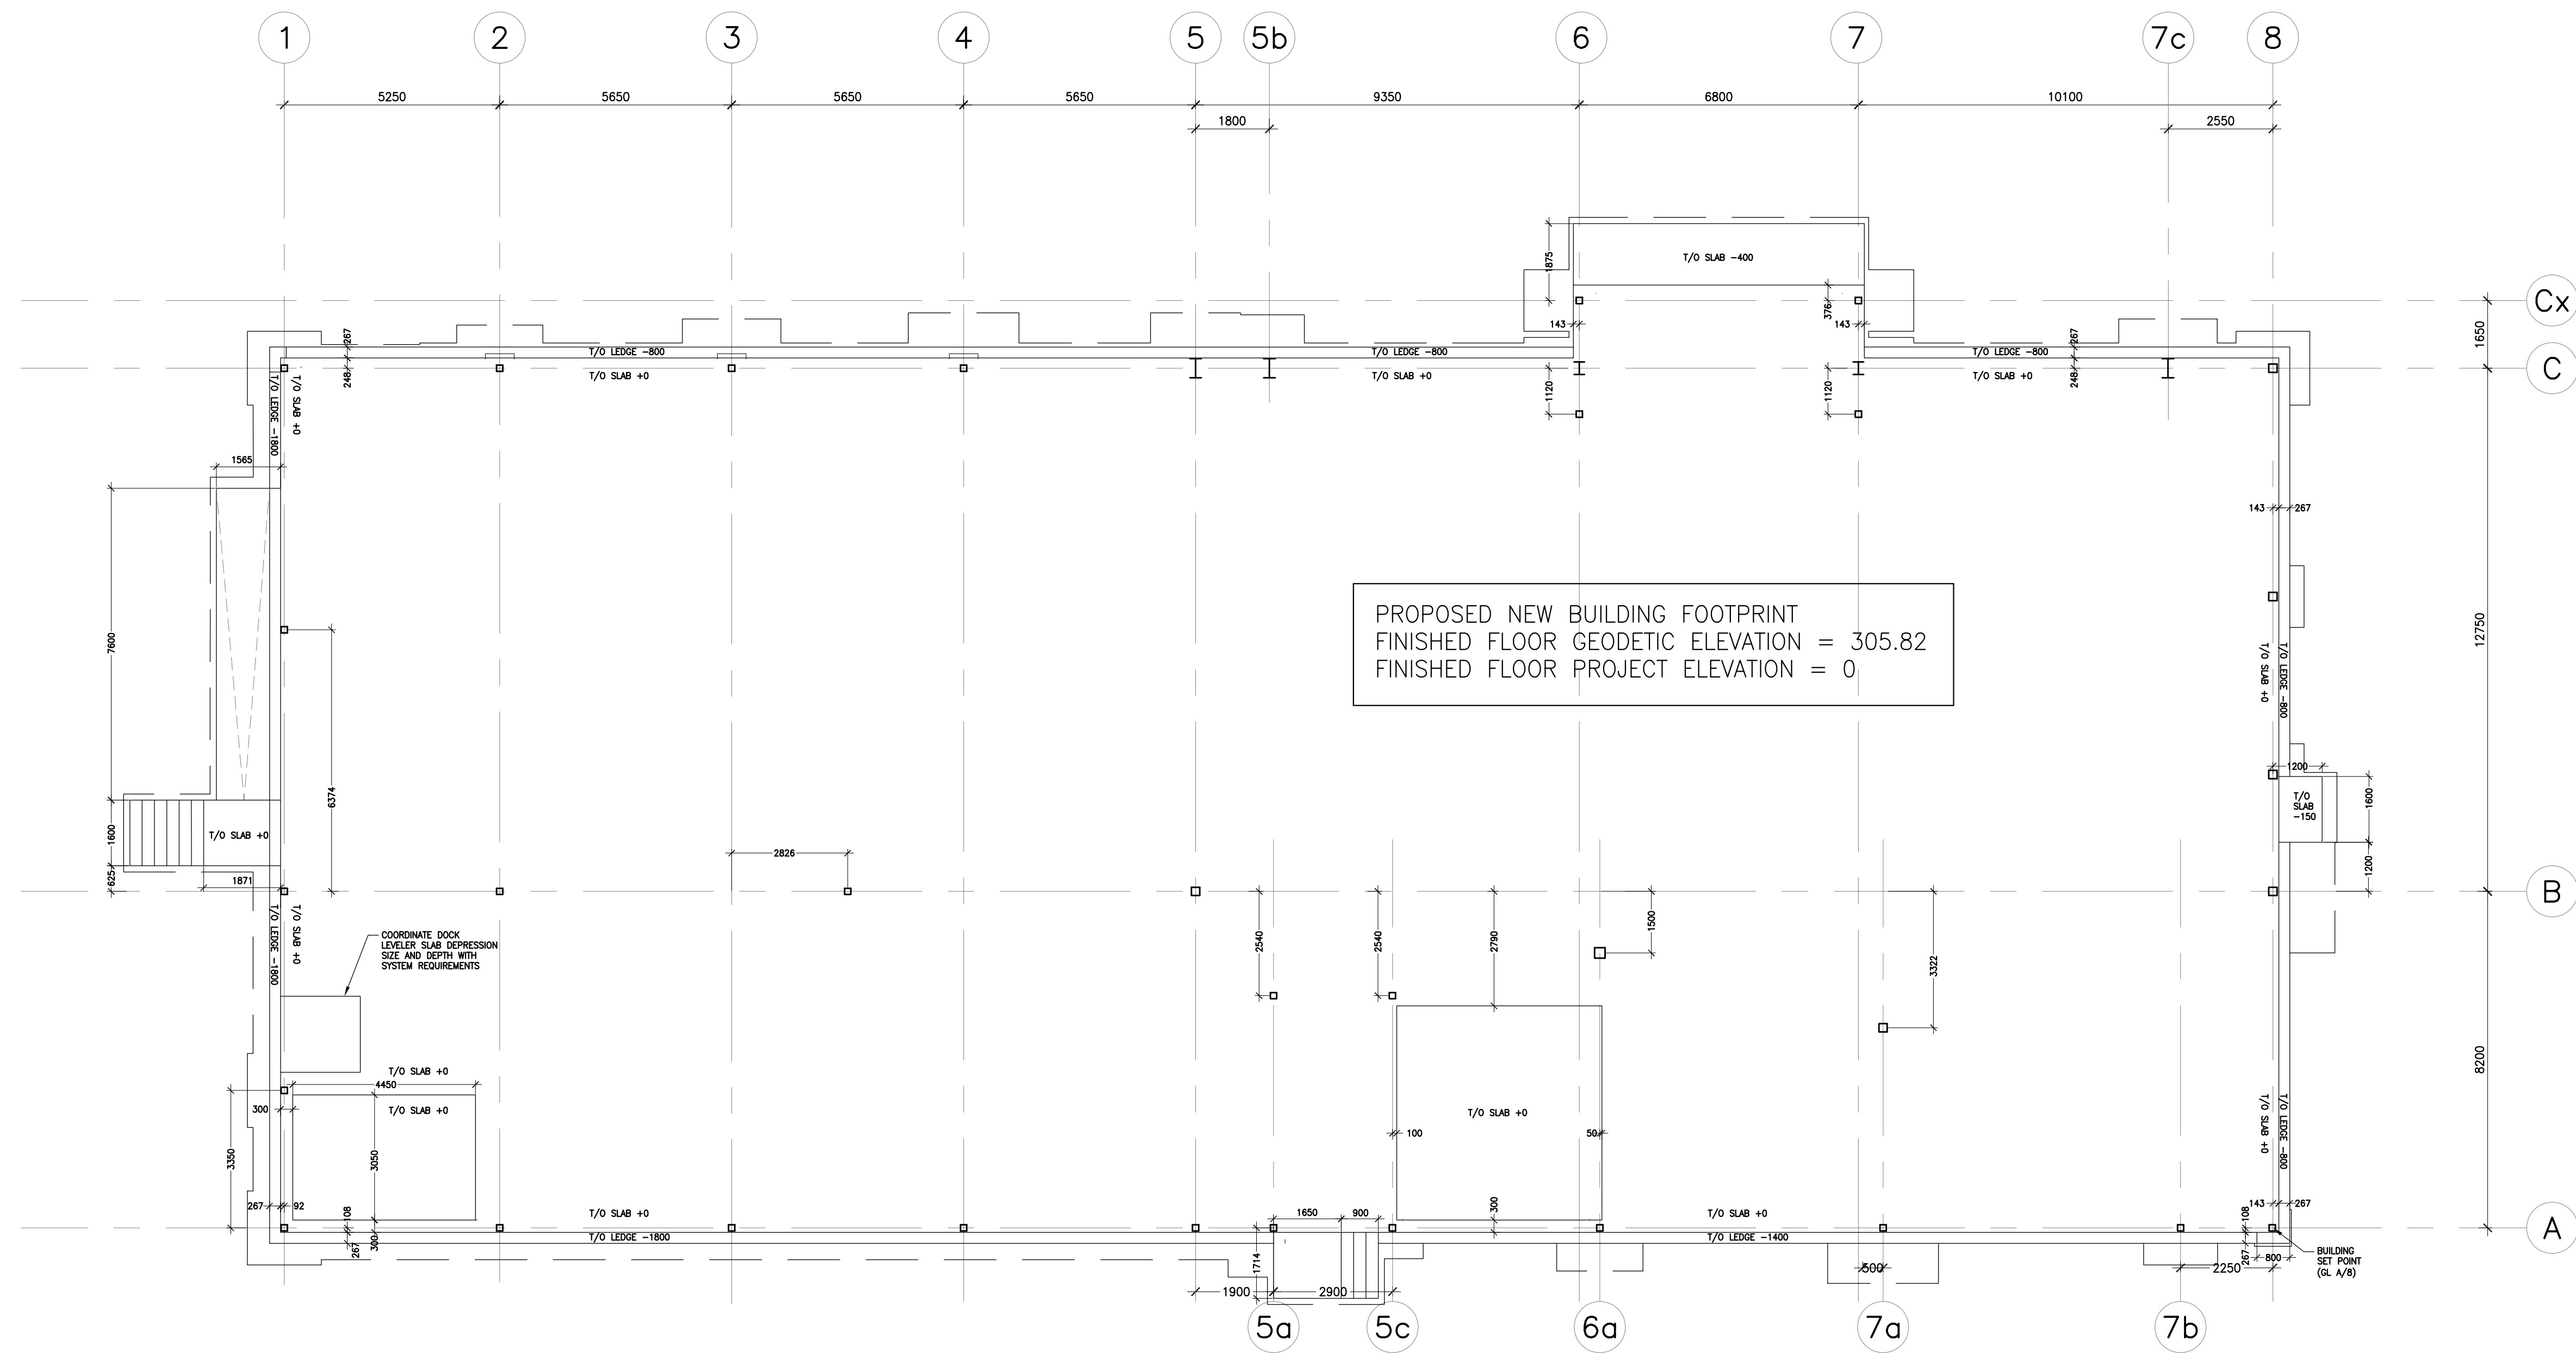 1 2 3 4 5 5b 6 7 7c 8
5250 5650 5650 5650 9350 6800 10100
1800 2550
1875
T/O SLAB -400
Cx
376
143 143
1650
267 267
T/O LEDGE -800 T/O LEDGE -800 T/O LEDGE -800
T/O SLAB +0 T/O SLAB +0 T/O SLAB +0
248 248
C
1120 1120
T/O LEDGE -1800
T/O SLAB +0
1565
143 267
PROPOSED NEW BUILDING FOOTPRINT
FINISHED FLOOR GEODETIC ELEVATION = 305.82
FINISHED FLOOR PROJECT ELEVATION = 0
7600
12750
T/O SLAB +0
T/O LEDGE -800
6374
1200
T/O
SLAB
-150
1600
1600
T/O SLAB +0
2826
1200
625
1871
B
T/O LEDGE -1800
T/O SLAB +0
COORDINATE DOCK
LEVELER SLAB DEPRESSION
SIZE AND DEPTH WITH
SYSTEM REQUIREMENTS
2540 2540 2790 1500
3322
8200
T/O SLAB +0
4450
300
T/O SLAB +0
T/O SLAB +0
100 50
3350
3050
T/O SLAB +0
T/O LEDGE -800
267 92
108
300
267
T/O SLAB +0
T/O LEDGE -1800
1650 900
300
T/O SLAB +0
T/O LEDGE -1400
143 267
108
267
A
1714
500
800
2250
BUILDING
SET POINT
(GL A/8)
1900 2900
5a 5c 6a 7a 7b